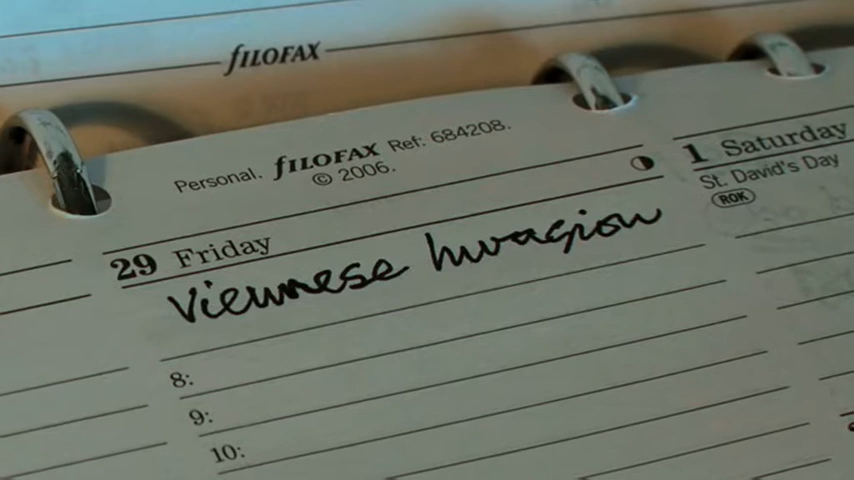 fILOFAX
Personal. fILOFAX Ref: 684208.
© 2006.
29 Friday
Viennese Invasion
8:
9:
10:
1 Saturday
St. David's Day
ROK